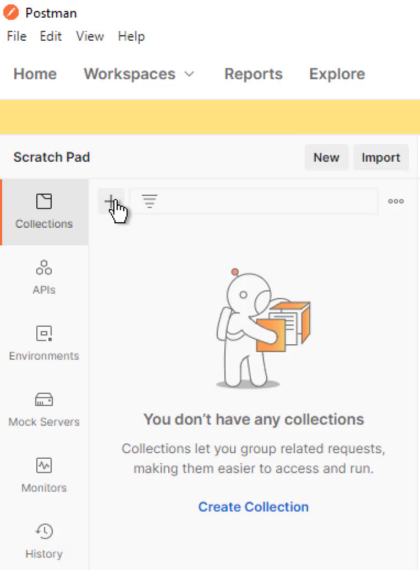 Postman
File Edit View Help
Home Workspaces Reports Explore
Scratch Pad New Import
Collections
APIs
Environments
Mock Servers
Monitors
History
You don't have any collections
Collections let you group related requests,
making them easier to access and run.
Create Collection